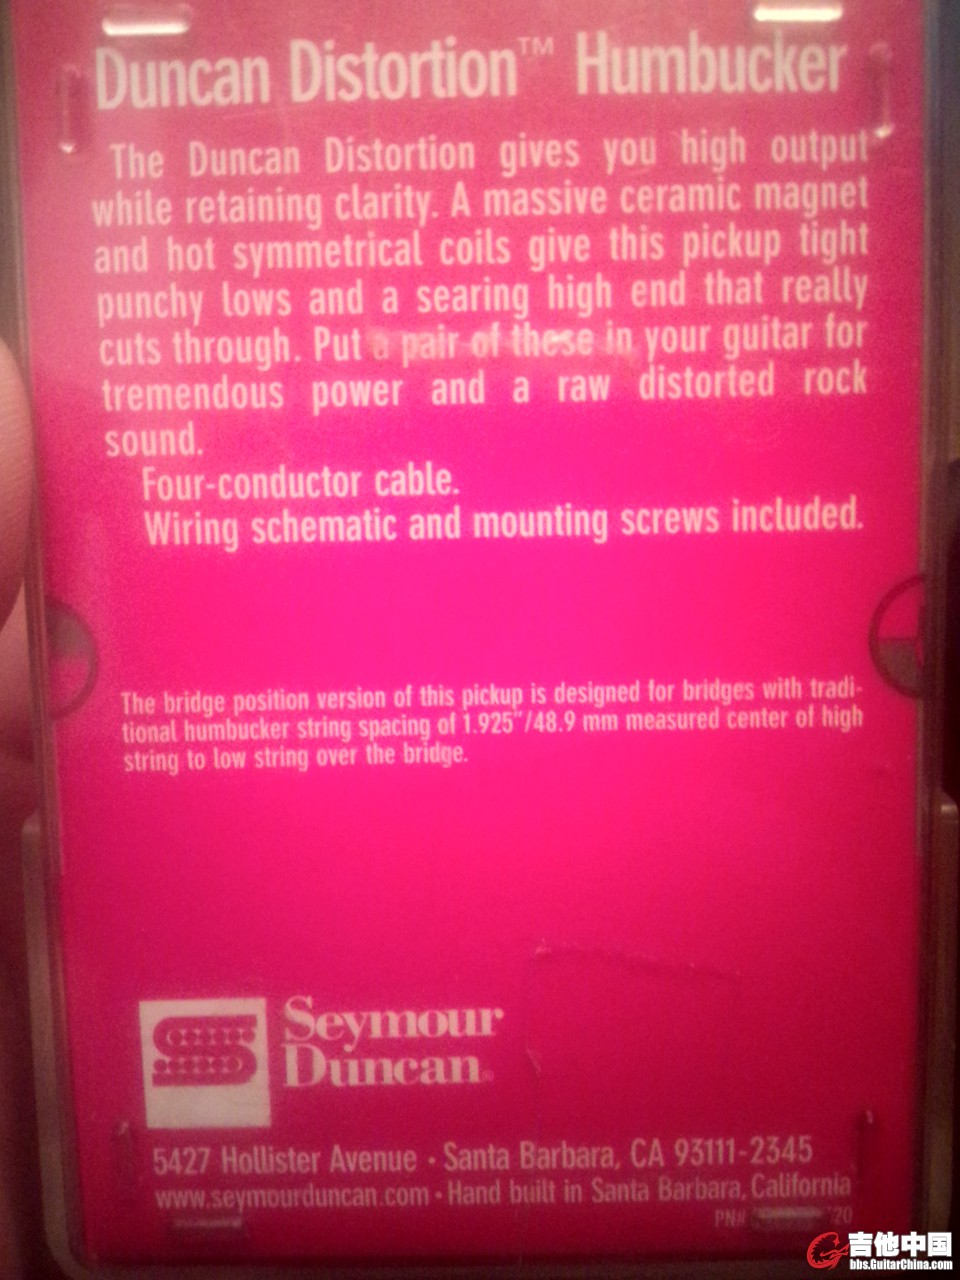 Duncan Distortion™ Humbucker
The Duncan Distortion gives you high output
while retaining clarity. A massive ceramic magnet
and hot symmetrical coils give this pickup tight
punchy lows and a searing high end that really
cuts through. Put a pair of these in your guitar for
tremendous power and a raw distorted rock
sound.
Four-conductor cable.
Wiring schematic and mounting screws included.
The bridge position version of this pickup is designed for bridges with tradi-
tional humbucker string spacing of 1.925"/48.9 mm measured center of high
string to low string over the bridge.
Seymour
Duncan®
5427 Hollister Avenue • Santa Barbara, CA 93111-2345
www.seymourduncan.com • Hand built in Santa Barbara, California
PN#
吉他中国
bbs.GuitarChina.com